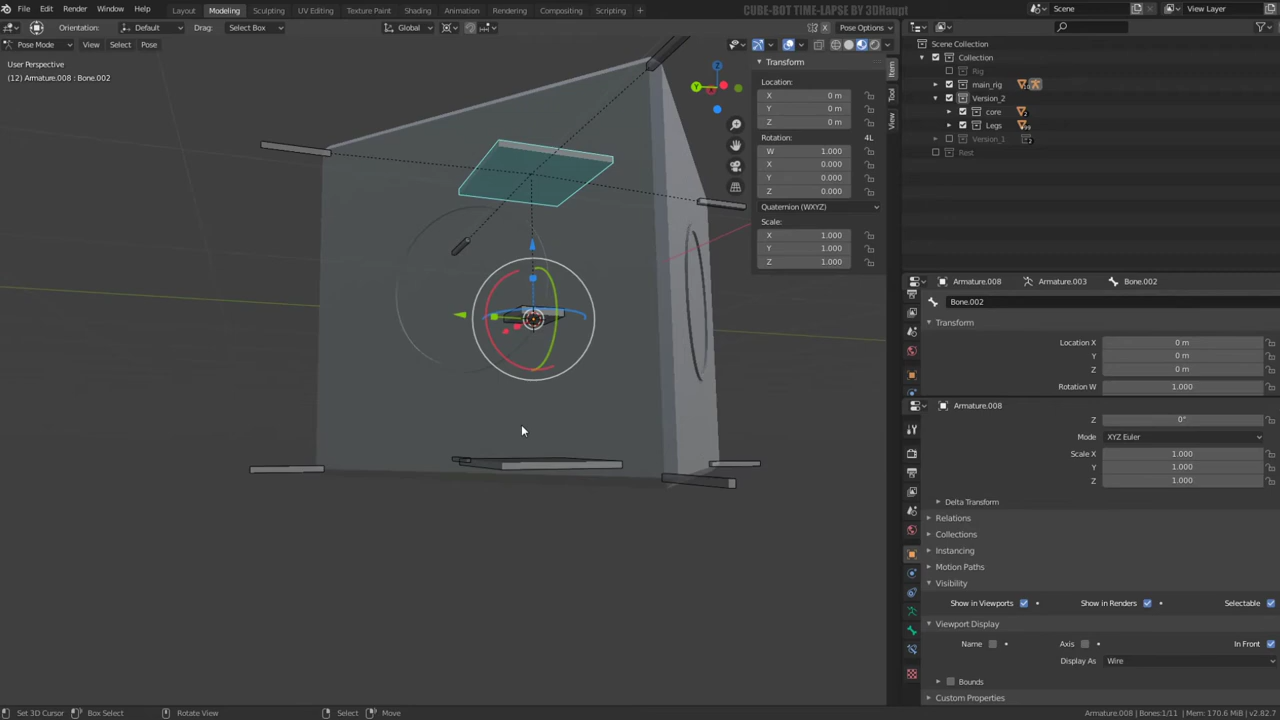 File Edit Render Window Help Layout Modeling Sculpting UV Editing Texture Paint Shading Animation Rendering Compositing Scripting CUBE-BOT TIME-LAPSE BY 3DHaupt Scene View Layer
Orientation: Default Drag: Select Box Global Pose Options
Pose Mode View Select Pose
User Perspective
(12) Armature.008 : Bone.002
Z
Y
Transform
Location:
X 0 m
Y 0 m
Z 0 m
Rotation: 4L
W 1.000
X 0.000
Y 0.000
Z 0.000
Quaternion (WXYZ)
Scale:
X 1.000
Y 1.000
Z 1.000
Item
Tool
View
Scene Collection
Collection
Rig
main_rig
Version_2
core
Legs
Version_1
Rest
Armature.008 Armature.003 Bone.002
Bone.002
Transform
Location X 0 m
Y 0 m
Z 0 m
Rotation W 1.000
Armature.008
Z 0°
Mode XYZ Euler
Scale X 1.000
Y 1.000
Z 1.000
Delta Transform
Relations
Collections
Instancing
Motion Paths
Visibility
Show in Viewports Show in Renders Selectable
Viewport Display
Name Axis In Front
Display As Wire
Bounds
Custom Properties
Set 3D Cursor Box Select Rotate View Select Move Armature.008 | Bones:1/11 | Mem: 170.6 MiB | v2.82.7